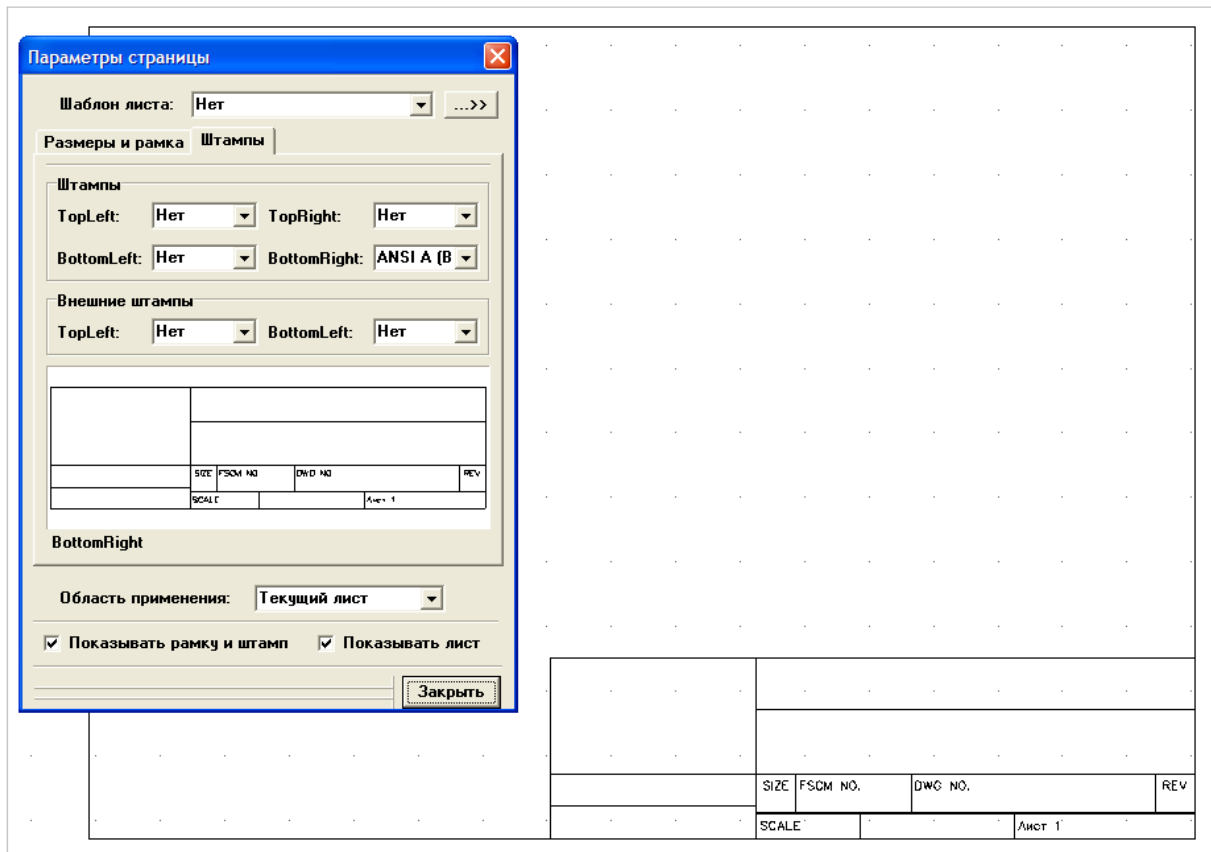 Параметры страницы
Шаблон листа: Нет ...>>
Размеры и рамка Штампы
Штампы
TopLeft: Нет TopRight: Нет
BottomLeft: Нет BottomRight: ANSI A (B
Внешние штампы
TopLeft: Нет BottomLeft: Нет
SIZE FSCM NO DWG NO REV
SCALE Лист 1
BottomRight
Область применения: Текущий лист
Показывать рамку и штамп Показывать лист
Закрыть
SIZE FSCM NO. DWG NO. REV
SCALE Лист 1